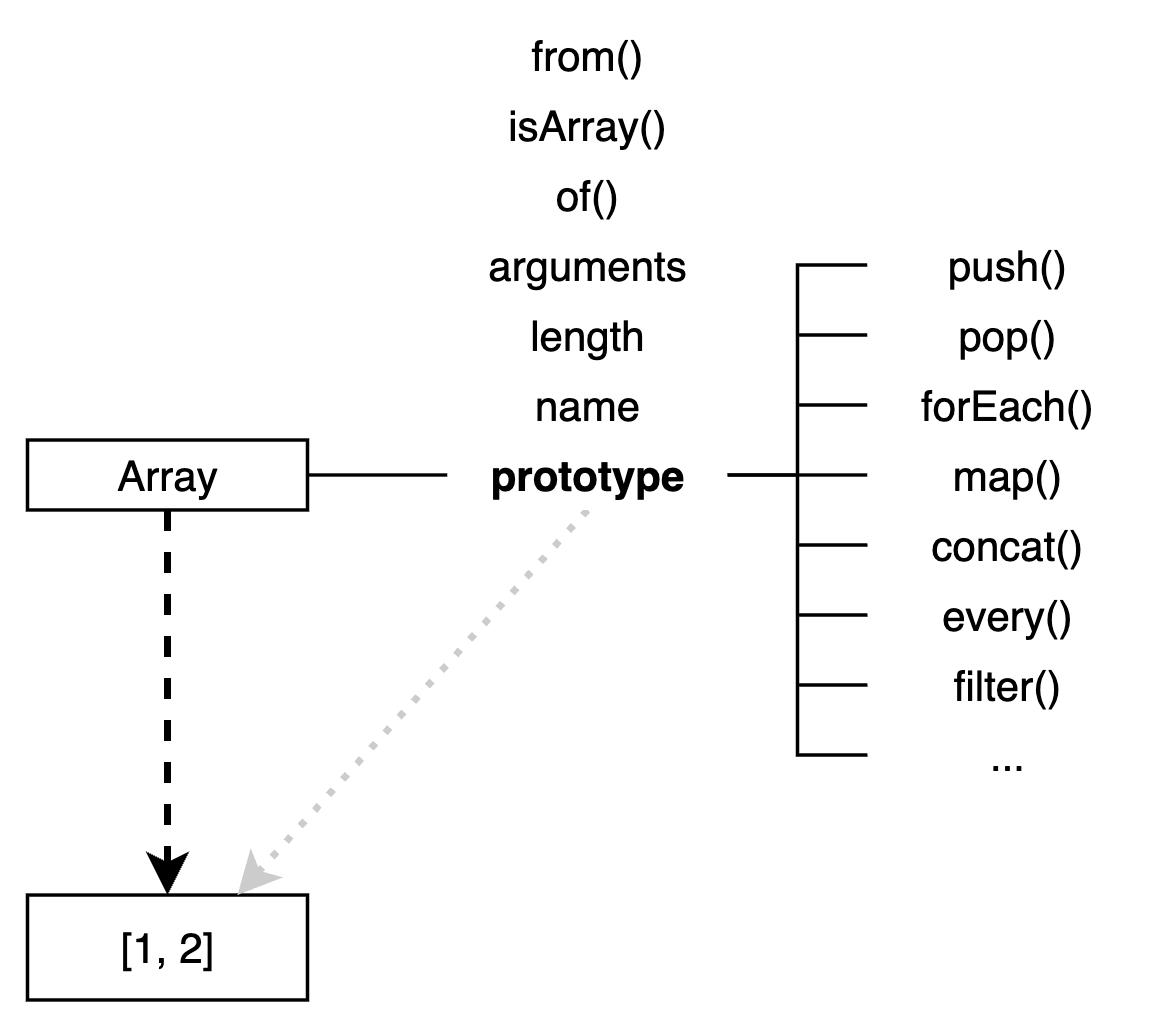 from()
isArray()
of()
arguments
length
name
Array
prototype
push()
pop()
forEach()
map()
concat()
every()
filter()
...
[1, 2]